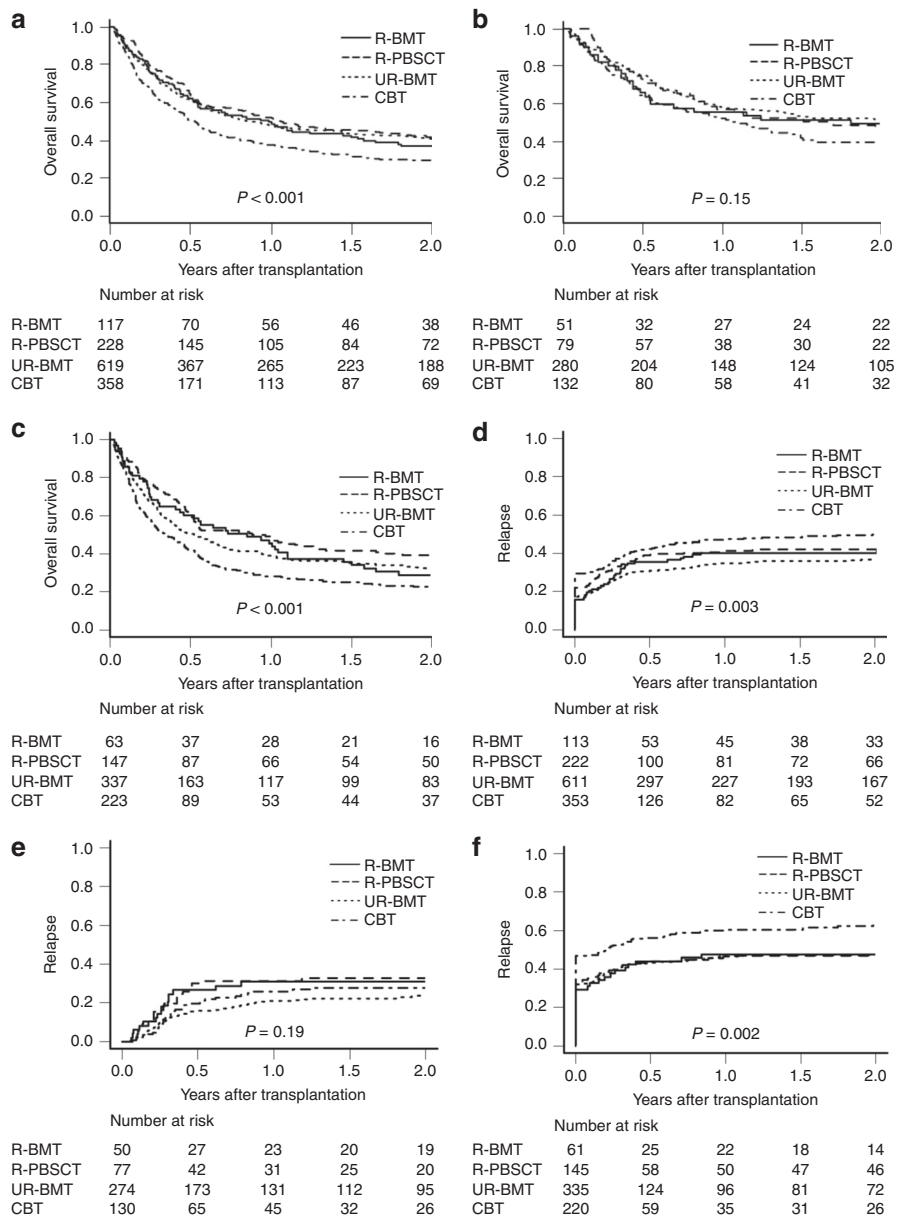 a
1.0
0.8
0.6
0.4
0.2
0.0
Overall survival
R-BMT
R-PBSCT
UR-BMT
CBT
P < 0.001
0.0 0.5 1.0 1.5 2.0
Years after transplantation
Number at risk
R-BMT 117 70 56 46 38
R-PBSCT 228 145 105 84 72
UR-BMT 619 367 265 223 188
CBT 358 171 113 87 69
b
1.0
0.8
0.6
0.4
0.2
0.0
Overall survival
R-BMT
R-PBSCT
UR-BMT
CBT
P = 0.15
0.0 0.5 1.0 1.5 2.0
Years after transplantation
Number at risk
R-BMT 51 32 27 24 22
R-PBSCT 79 57 38 30 22
UR-BMT 280 204 148 124 105
CBT 132 80 58 41 32
c
1.0
0.8
0.6
0.4
0.2
0.0
Overall survival
R-BMT
R-PBSCT
UR-BMT
CBT
P < 0.001
0.0 0.5 1.0 1.5 2.0
Years after transplantation
Number at risk
R-BMT 63 37 28 21 16
R-PBSCT 147 87 66 54 50
UR-BMT 337 163 117 99 83
CBT 223 89 53 44 37
d
1.0
0.8
0.6
0.4
0.2
0.0
Relapse
R-BMT
R-PBSCT
UR-BMT
CBT
P = 0.003
0.0 0.5 1.0 1.5 2.0
Years after transplantation
Number at risk
R-BMT 113 53 45 38 33
R-PBSCT 222 100 81 72 66
UR-BMT 611 297 227 193 167
CBT 353 126 82 65 52
e
1.0
0.8
0.6
0.4
0.2
0.0
Relapse
R-BMT
R-PBSCT
UR-BMT
CBT
P = 0.19
0.0 0.5 1.0 1.5 2.0
Years after transplantation
Number at risk
R-BMT 50 27 23 20 19
R-PBSCT 77 42 31 25 20
UR-BMT 274 173 131 112 95
CBT 130 65 45 32 26
f
1.0
0.8
0.6
0.4
0.2
0.0
Relapse
R-BMT
R-PBSCT
UR-BMT
CBT
P = 0.002
0.0 0.5 1.0 1.5 2.0
Years after transplantation
Number at risk
R-BMT 61 25 22 18 14
R-PBSCT 145 58 50 47 46
UR-BMT 335 124 96 81 72
CBT 220 59 35 31 26